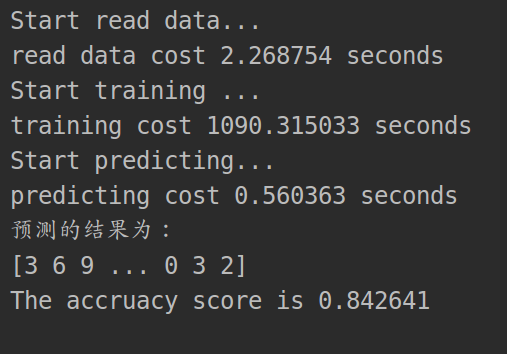 Start read data...
read data cost 2.268754 seconds
Start training ...
training cost 1090.315033 seconds
Start predicting...
predicting cost 0.560363 seconds
预测的结果为：
[3 6 9 ... 0 3 2]
The accruacy score is 0.842641